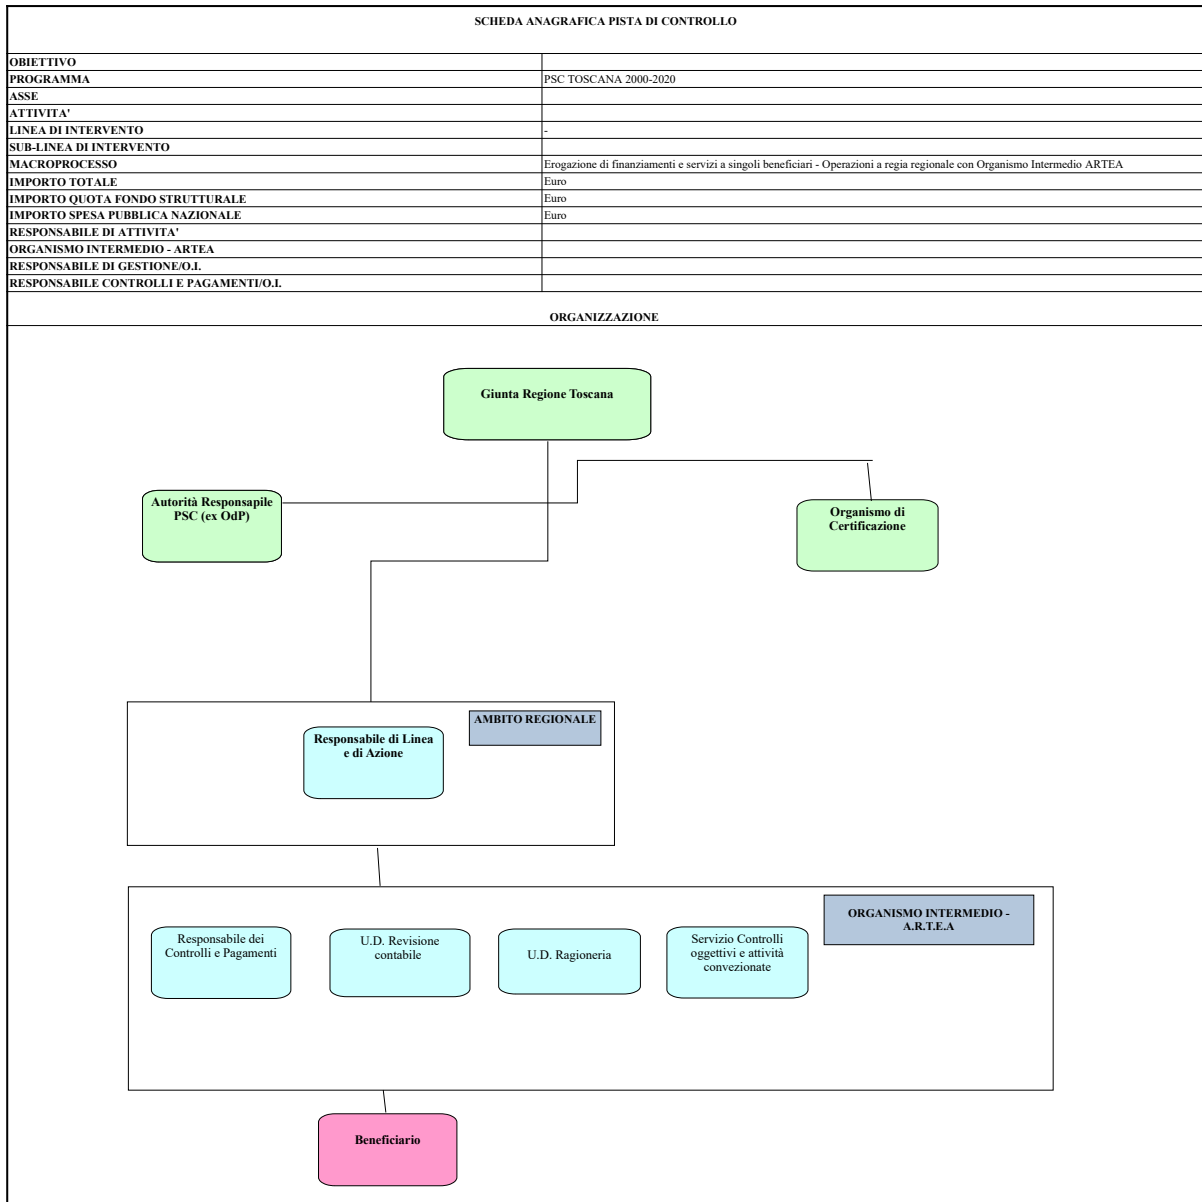 SCHEDA ANAGRAFICA PISTA DI CONTROLLO
OBIETTIVO
PROGRAMMA PSC TOSCANA 2000-2020
ASSE
ATTIVITA'
LINEA DI INTERVENTO -
SUB-LINEA DI INTERVENTO
MACROPROCESSO Erogazione di finanziamenti e servizi a singoli beneficiari - Operazioni a regia regionale con Organismo Intermedio ARTEA
IMPORTO TOTALE Euro
IMPORTO QUOTA FONDO STRUTTURALE Euro
IMPORTO SPESA PUBBLICA NAZIONALE Euro
RESPONSABILE DI ATTIVITA'
ORGANISMO INTERMEDIO - ARTEA
RESPONSABILE DI GESTIONE/O.I.
RESPONSABILE CONTROLLI E PAGAMENTI/O.I.
ORGANIZZAZIONE
Giunta Regione Toscana
Autorità Responsapile
PSC (ex OdP)
Organismo di
Certificazione
AMBITO REGIONALE
Responsabile di Linea
e di Azione
ORGANISMO INTERMEDIO -
A.R.T.E.A
Responsabile dei
Controlli e Pagamenti
U.D. Revisione
contabile
U.D. Ragioneria
Servizio Controlli
oggettivi e attività
convezionate
Beneficiario